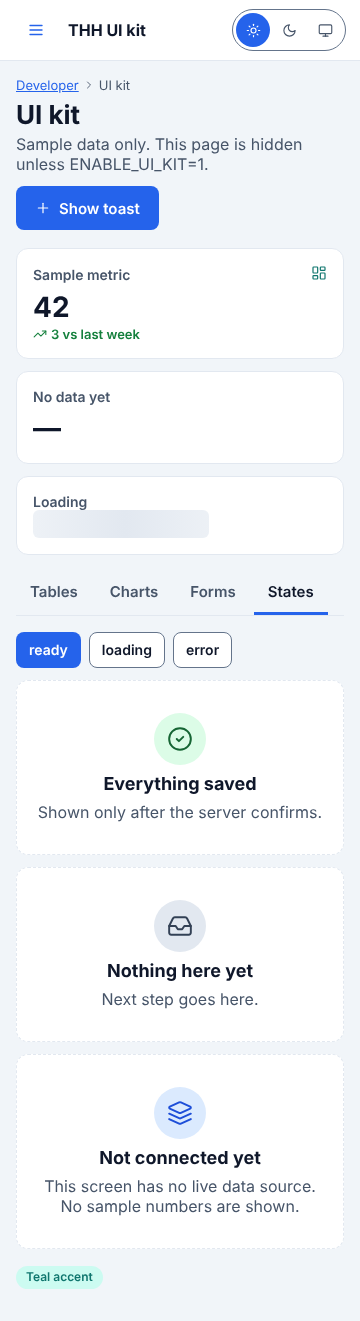 THH UI kit
Developer > UI kit
UI kit
Sample data only. This page is hidden
unless ENABLE_UI_KIT=1.
+ Show toast
Sample metric
42
3 vs last week
No data yet
—
Loading
Tables Charts Forms States
ready loading error
Everything saved
Shown only after the server confirms.
Nothing here yet
Next step goes here.
Not connected yet
This screen has no live data source.
No sample numbers are shown.
Teal accent